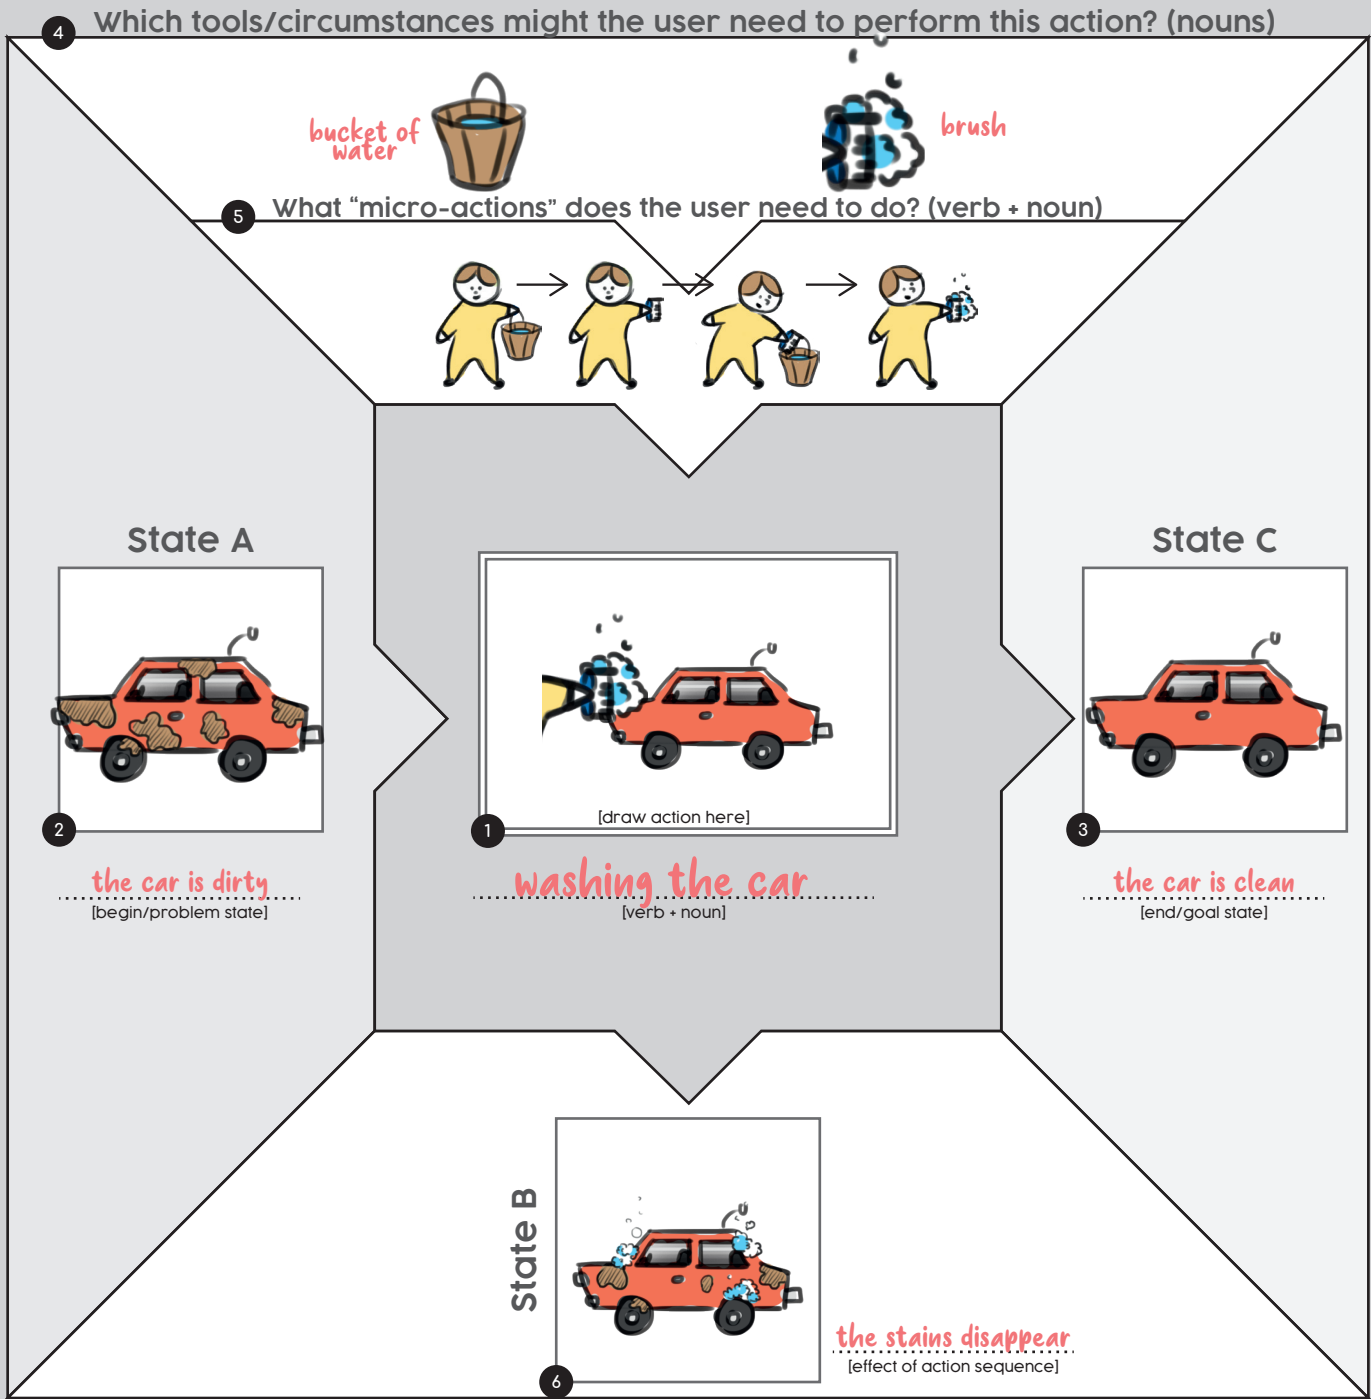 4 Which tools/circumstances might the user need to perform this action? (nouns)
bucket of
water
brush
5 What “micro-actions” does the user need to do? (verb + noun)
State A
2
the car is dirty
[begin/problem state]
[draw action here]
1
washing the car
[verb + noun]
State C
3
the car is clean
[end/goal state]
State B
6
the stains disappear
[effect of action sequence]